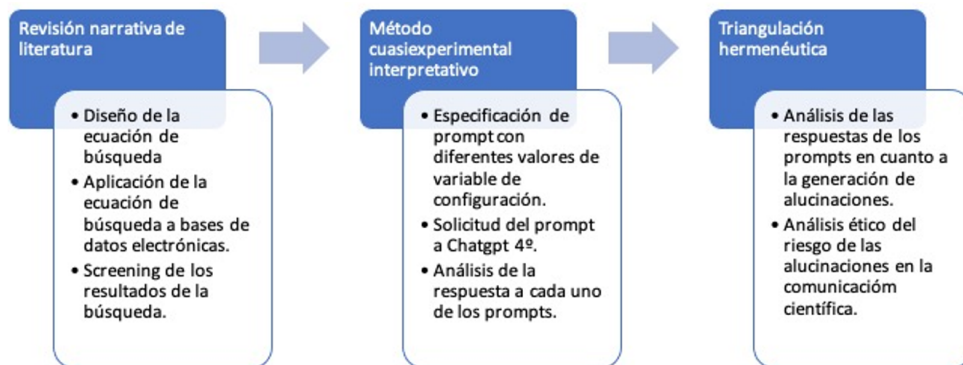 Revisión narrativa de
literatura
• Diseño de la
ecuación de
búsqueda
• Aplicación de la
ecuación de
búsqueda a bases de
datos electrónicas.
• Screening de los
resultados de la
búsqueda.
Método
cuasiexperimental
interpretativo
• Especificación de
prompt con
diferentes valores de
variable de
configuración.
• Solicitud del prompt
a Chatgpt 4º.
• Análisis de la
respuesta a cada uno
de los prompts.
Triangulación
hermenéutica
• Análisis de las
respuestas de los
prompts en cuanto a
la generación de
alucinaciones.
• Análisis ético del
riesgo de las
alucinaciones en la
comunicacióm
científica.